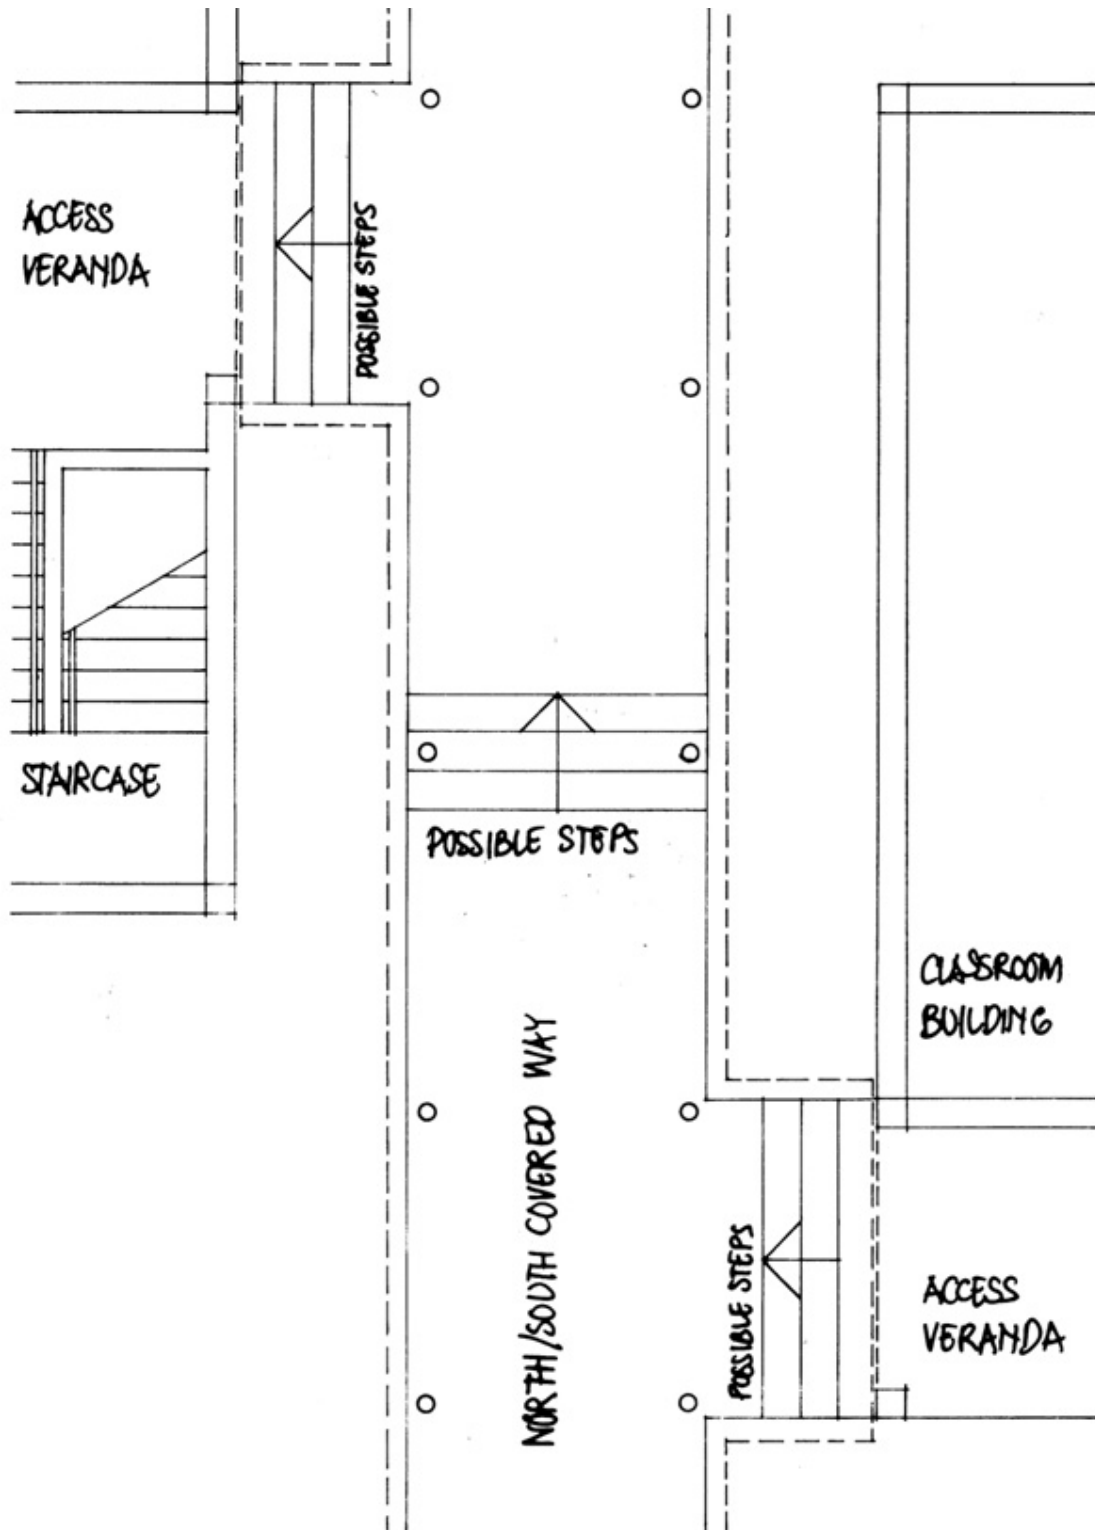 ACCESS
VERANDA
POSSIBLE STEPS
STAIRCASE
POSSIBLE STEPS
CLASSROOM
BUILDING
NORTH/SOUTH COVERED WAY
POSSIBLE STEPS
ACCESS
VERANDA